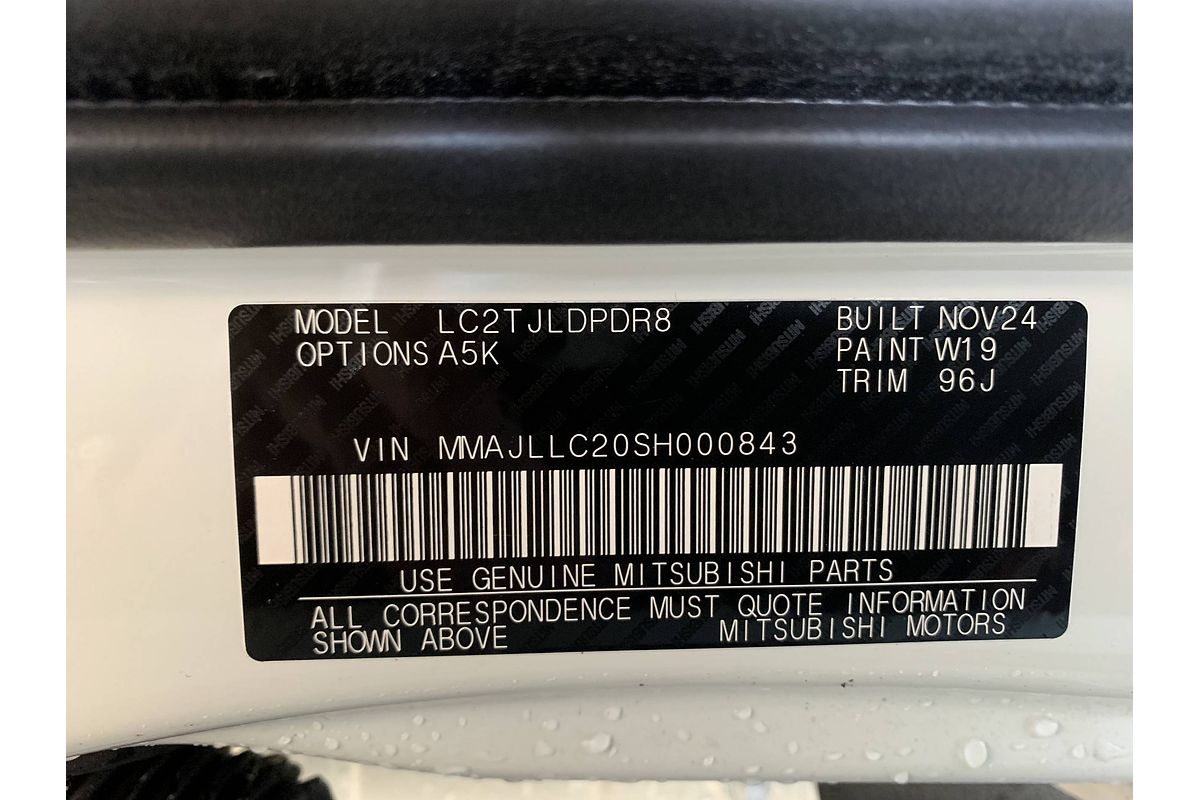 MODEL LC2TJLDPDR8 BUILT NOV24
OPTIONS A5K PAINT W19
TRIM 96J
VIN MMAJLLC20SH000843
USE GENUINE MITSUBISHI PARTS
ALL CORRESPONDENCE MUST QUOTE INFORMATION
SHOWN ABOVE MITSUBISHI MOTORS